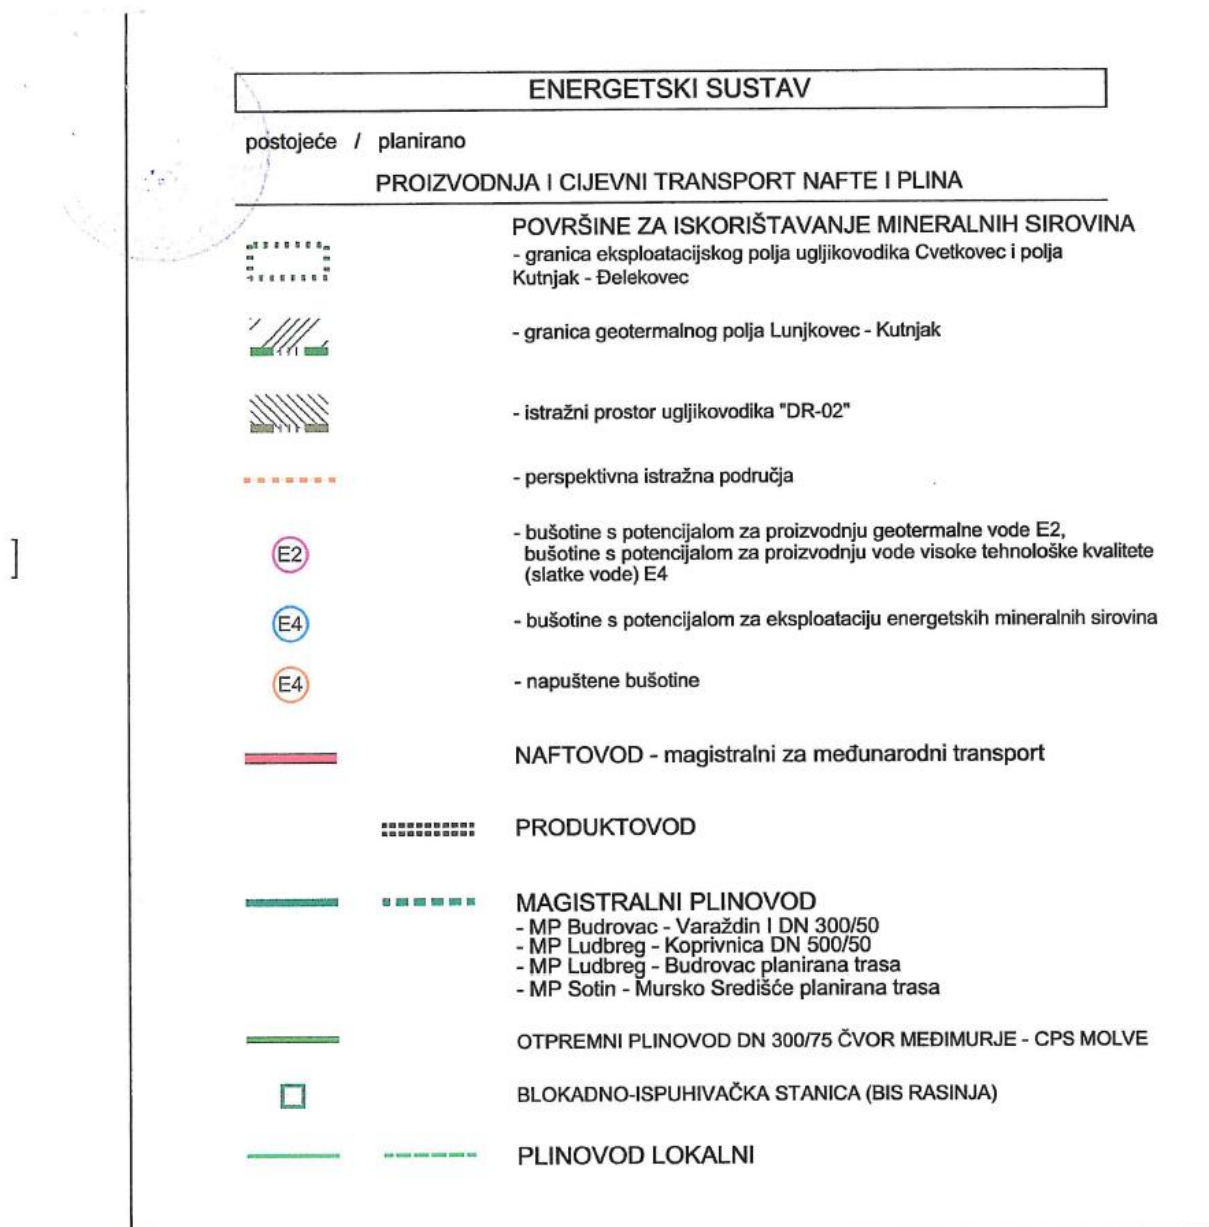 ENERGETSKI SUSTAV
postojeće / planirano
PROIZVODNJA I CIJEVNI TRANSPORT NAFTE I PLINA
POVRŠINE ZA ISKORIŠTAVANJE MINERALNIH SIROVINA
- granica eksploatacijskog polja ugljikovodika Cvetkovec i polja
Kutnjak - Đelekovec
- granica geotermalnog polja Lunjkovec - Kutnjak
- istražni prostor ugljikovodika "DR-02"
- perspektivna istražna područja
E2
- bušotine s potencijalom za proizvodnju geotermalne vode E2,
bušotine s potencijalom za proizvodnju vode visoke tehnološke kvalitete
(slatke vode) E4
]
E4
- bušotine s potencijalom za eksploataciju energetskih mineralnih sirovina
E4
- napuštene bušotine
NAFTOVOD - magistralni za međunarodni transport
PRODUKTOVOD
MAGISTRALNI PLINOVOD
- MP Budrovac - Varaždin I DN 300/50
- MP Ludbreg - Koprivnica DN 500/50
- MP Ludbreg - Budrovac planirana trasa
- MP Sotin - Mursko Središće planirana trasa
OTPREMNI PLINOVOD DN 300/75 ČVOR MEĐIMURJE - CPS MOLVE
BLOKADNO-ISPUHIVAČKA STANICA (BIS RASINJA)
PLINOVOD LOKALNI